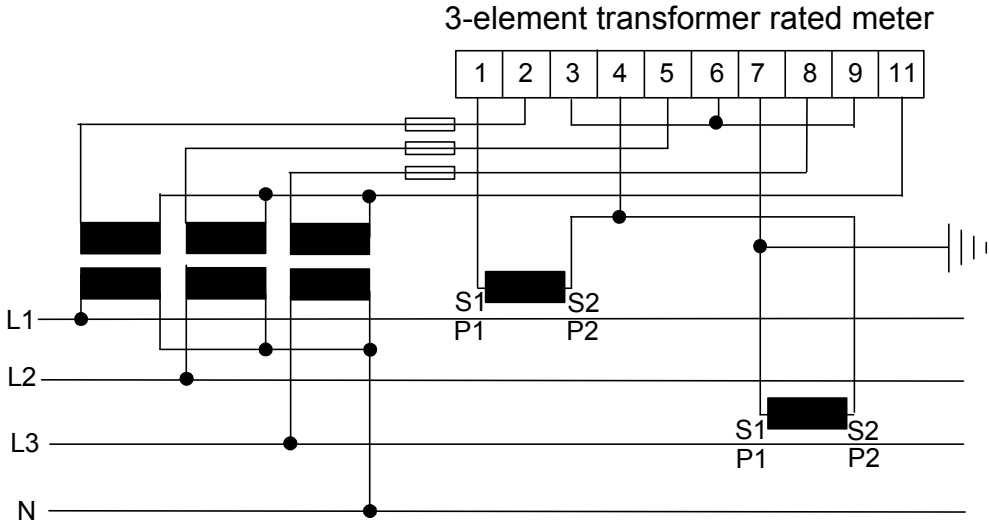 3-element transformer rated meter
1 2 3 4 5 6 7 8 9 11
S1 S2
L1
P1 P2
L2
S1 S2
L3
P1 P2
N